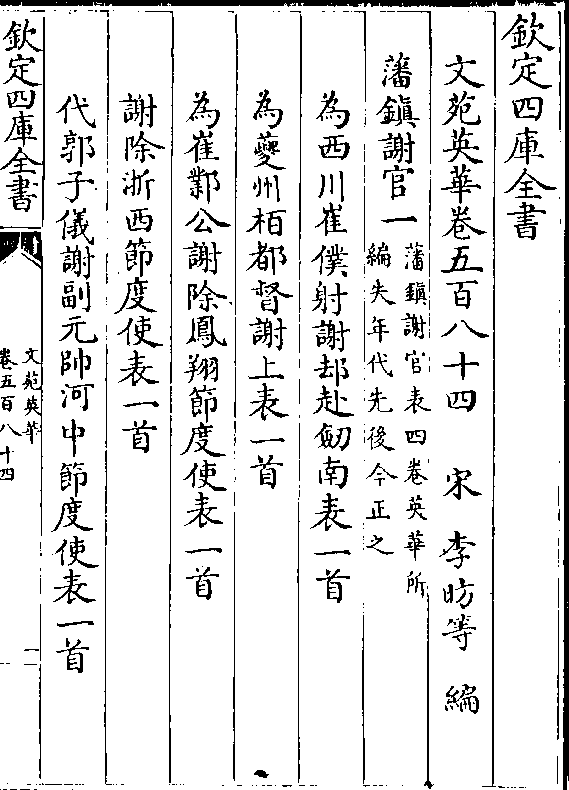 欽定四庫全書
文苑英華卷五百八十四 宋 李昉等 編
藩鎮謝官一
藩鎮謝官表四卷英華所
編失年代先後今正之
為西川崔僕射謝却赴劒南表一首
為夔州栢都督謝上表一首
為崔鄴公謝除鳳翔節度使表一首
謝除浙西節度使表一首
代郭子儀謝副元帥河中節度使表一首
欽定四庫全書
文苑英華
卷五百八十四
一